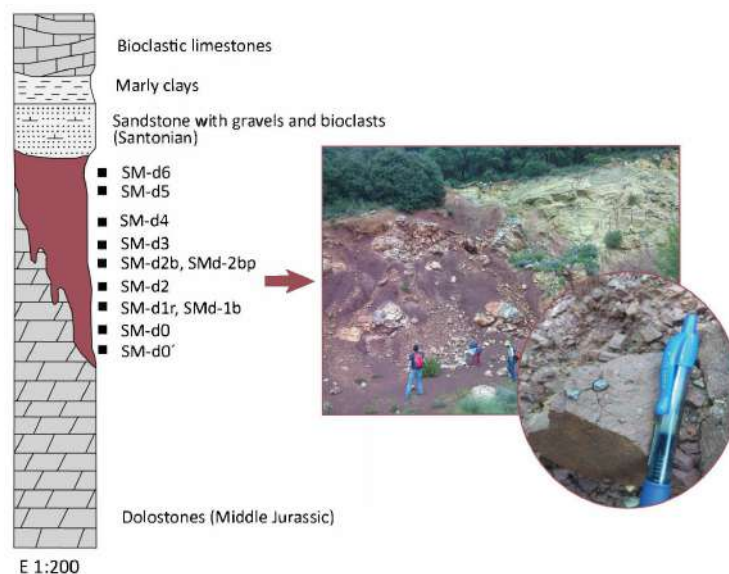 Bioclastic limestones
Marly clays
Sandstone with gravels and bioclasts
(Santonian)
SM-d6
SM-d5
SM-d4
SM-d3
SM-d2b, SMd-2bp
SM-d2
SM-d1r, SMd-1b
SM-d0
SM-d0´
Dolostones (Middle Jurassic)
E 1:200